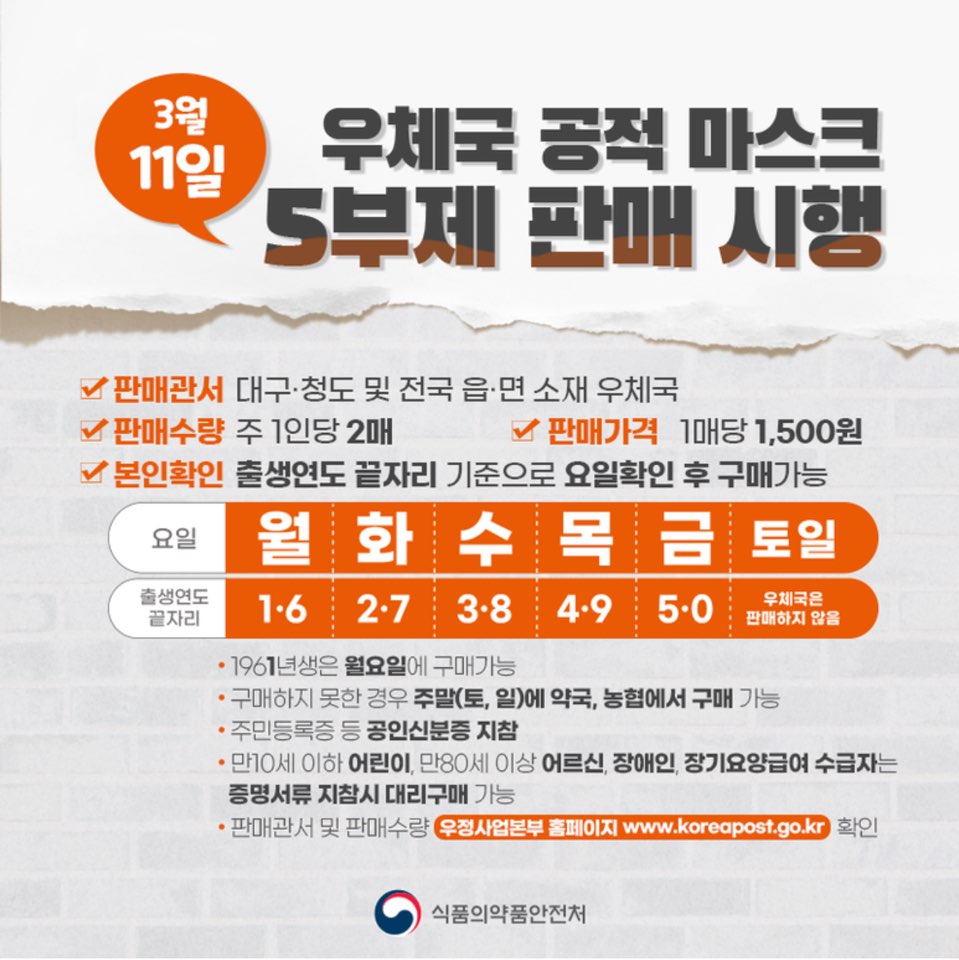 3월
11일
우체국 공적 마스크
5부제 판매 시행
판매관서 대구·청도 및 전국 읍·면 소재 우체국
판매수량 주 1인당 2매 판매가격 1매당 1,500원
본인확인 출생연도 끝자리 기준으로 요일확인 후 구매가능
요일 월 화 수 목 금 토일
출생연도
끝자리 1·6 2·7 3·8 4·9 5·0 우체국은
판매하지 않음
• 1961년생은 월요일에 구매가능
• 구매하지 못한 경우 주말(토, 일)에 약국, 농협에서 구매 가능
• 주민등록증 등 공인신분증 지참
• 만10세 이하 어린이, 만80세 이상 어르신, 장애인, 장기요양급여 수급자는
증명서류 지참시 대리구매 가능
• 판매관서 및 판매수량 우정사업본부 홈페이지 www.koreapost.go.kr 확인
식품의약품안전처